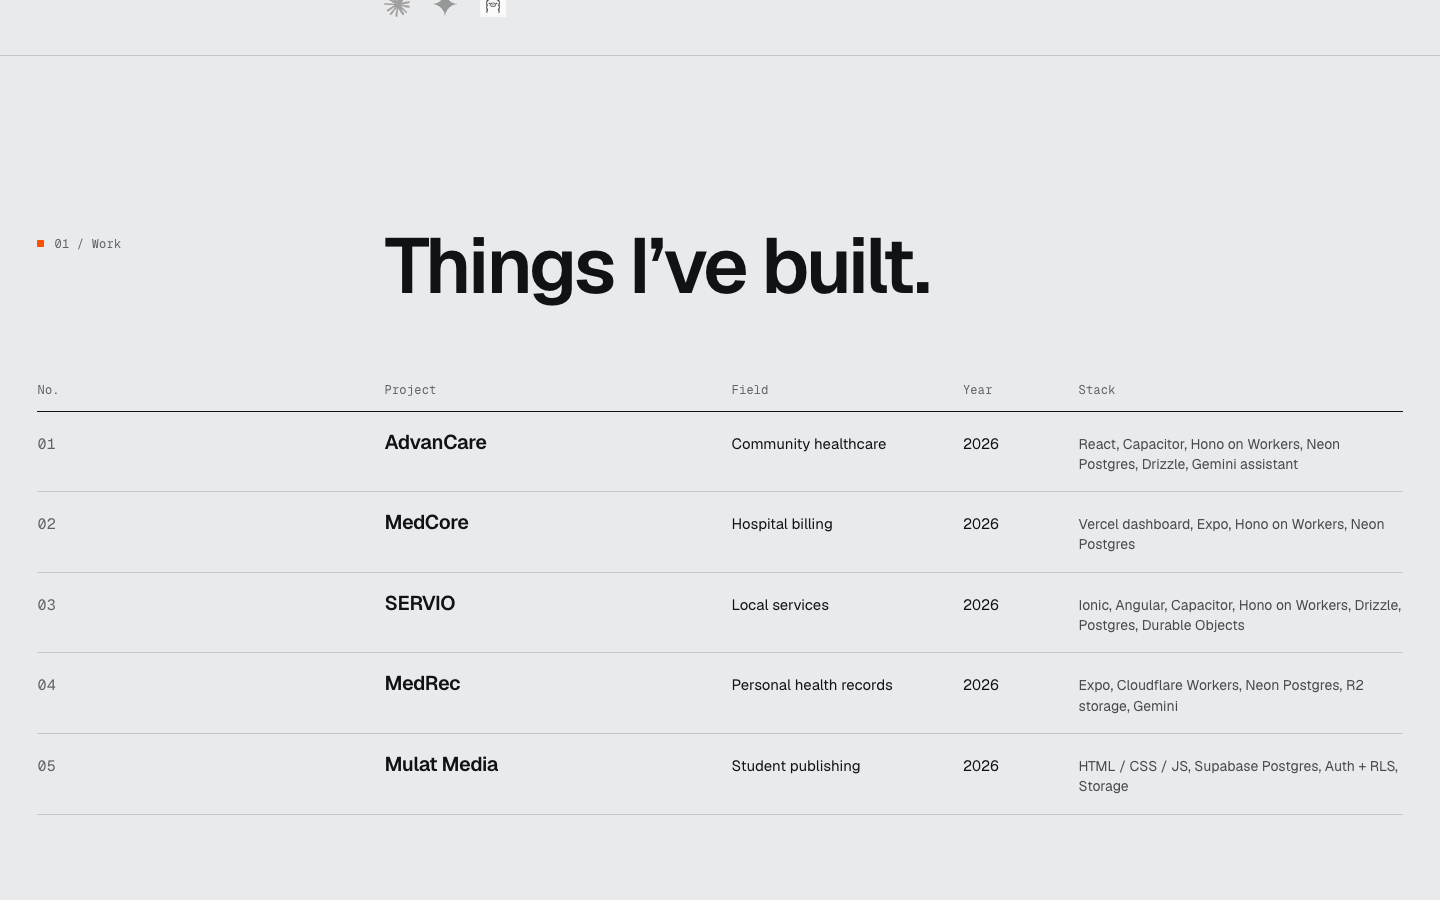 01 / Work
Things I’ve built.
No. Project Field Year Stack
01 AdvanCare Community healthcare 2026 React, Capacitor, Hono on Workers, Neon
Postgres, Drizzle, Gemini assistant
02 MedCore Hospital billing 2026 Vercel dashboard, Expo, Hono on Workers, Neon
Postgres
03 SERVIO Local services 2026 Ionic, Angular, Capacitor, Hono on Workers, Drizzle,
Postgres, Durable Objects
04 MedRec Personal health records 2026 Expo, Cloudflare Workers, Neon Postgres, R2
storage, Gemini
05 Mulat Media Student publishing 2026 HTML / CSS / JS, Supabase Postgres, Auth + RLS,
Storage